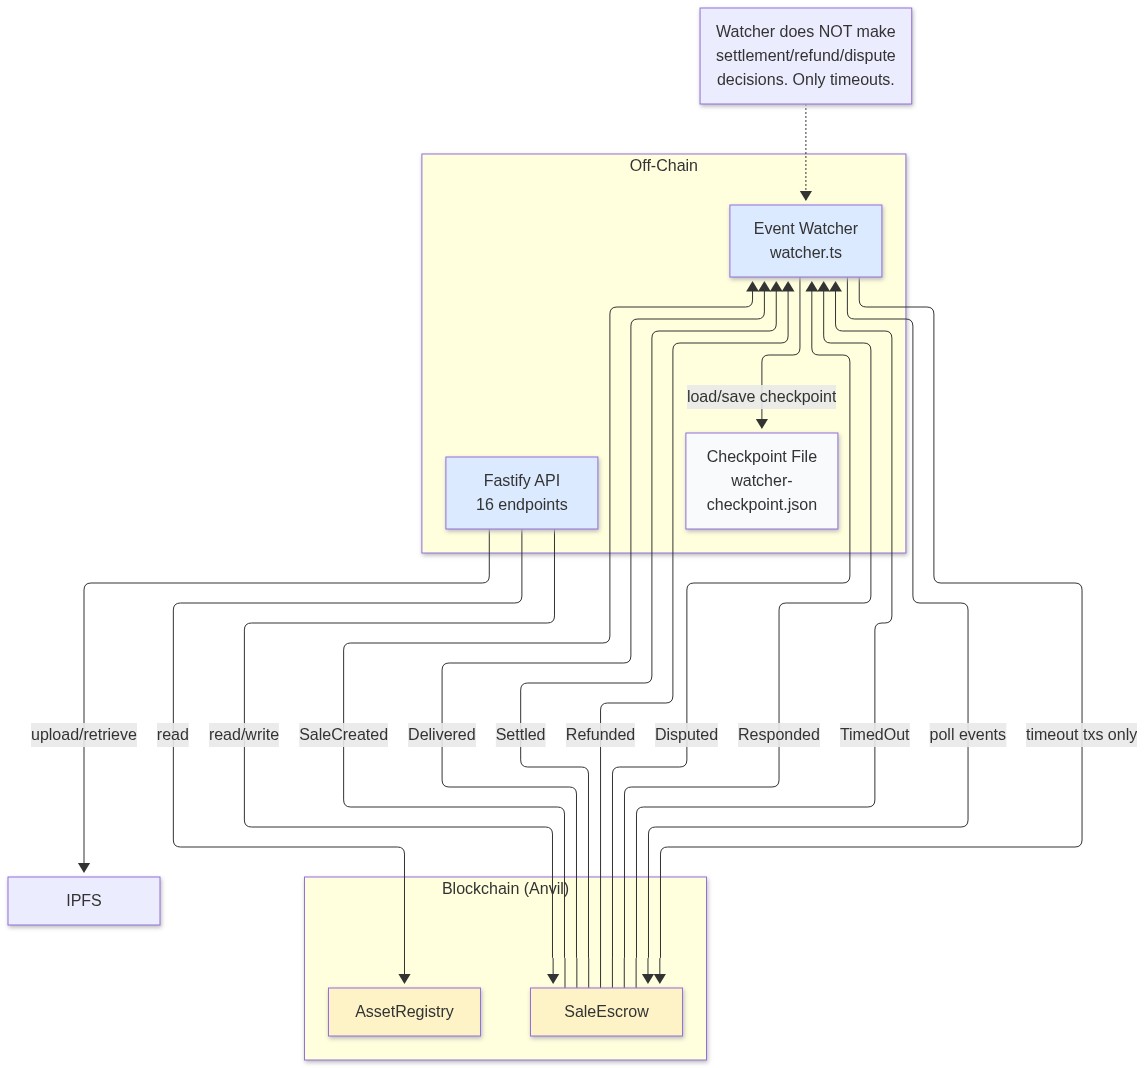 Watcher does NOT make
settlement/refund/dispute
decisions. Only timeouts.
Off-Chain
Event Watcher
watcher.ts
load/save checkpoint
Checkpoint File
watcher-
checkpoint.json
Fastify API
16 endpoints
upload/retrieve
read
read/write
SaleCreated
Delivered
Settled
Refunded
Disputed
Responded
TimedOut
poll events
timeout txs only
IPFS
Blockchain (Anvil)
AssetRegistry
SaleEscrow